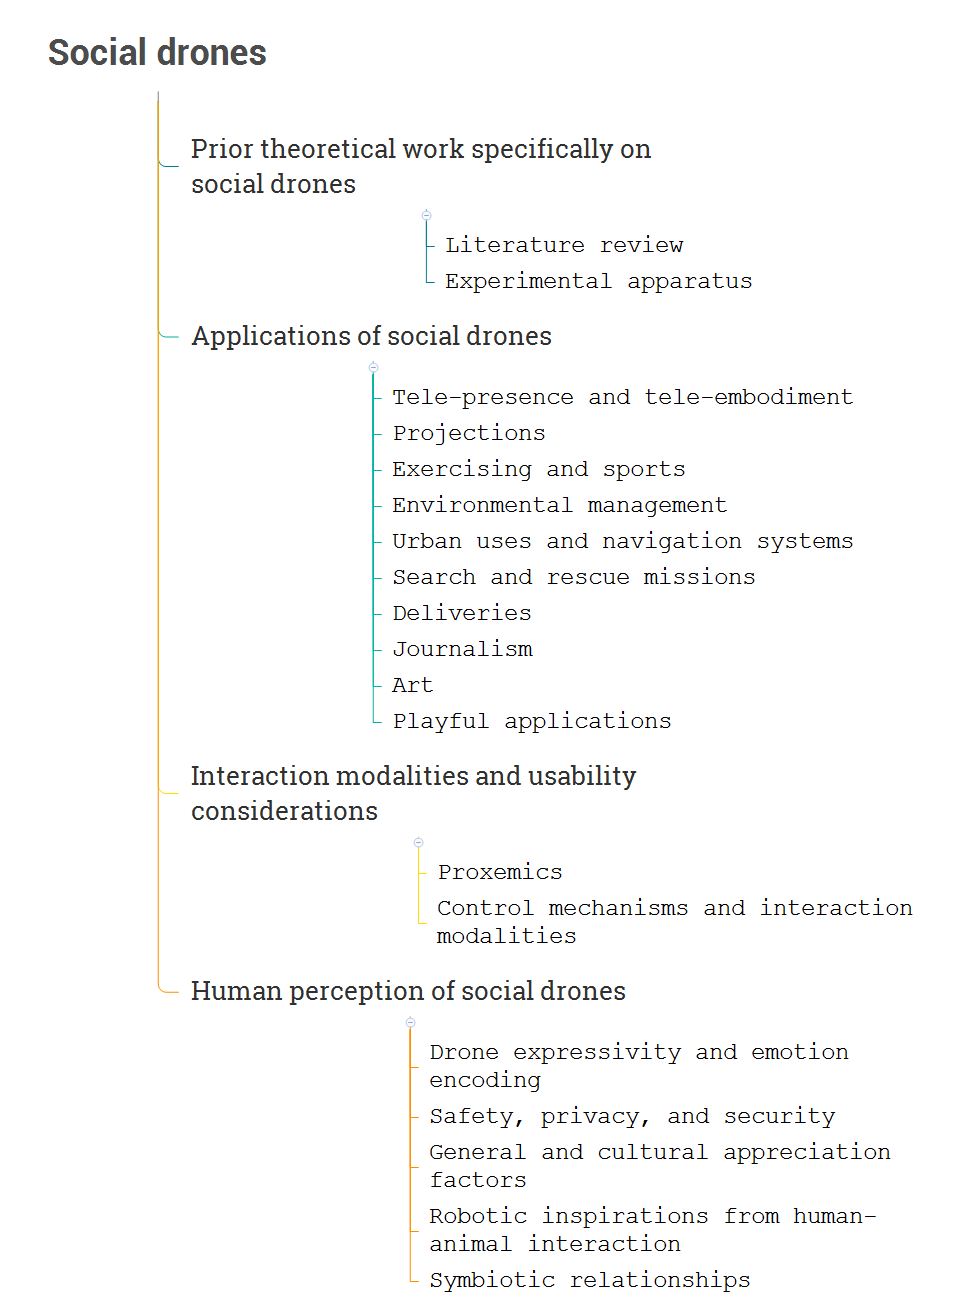 Social drones
Prior theoretical work specifically on
social drones
Literature review
Experimental apparatus
Applications of social drones
Tele-presence and tele-embodiment
Projections
Exercising and sports
Environmental management
Urban uses and navigation systems
Search and rescue missions
Deliveries
Journalism
Art
Playful applications
Interaction modalities and usability
considerations
Proxemics
Control mechanisms and interaction
modalities
Human perception of social drones
Drone expressivity and emotion
encoding
Safety, privacy, and security
General and cultural appreciation
factors
Robotic inspirations from human-
animal interaction
Symbiotic relationships